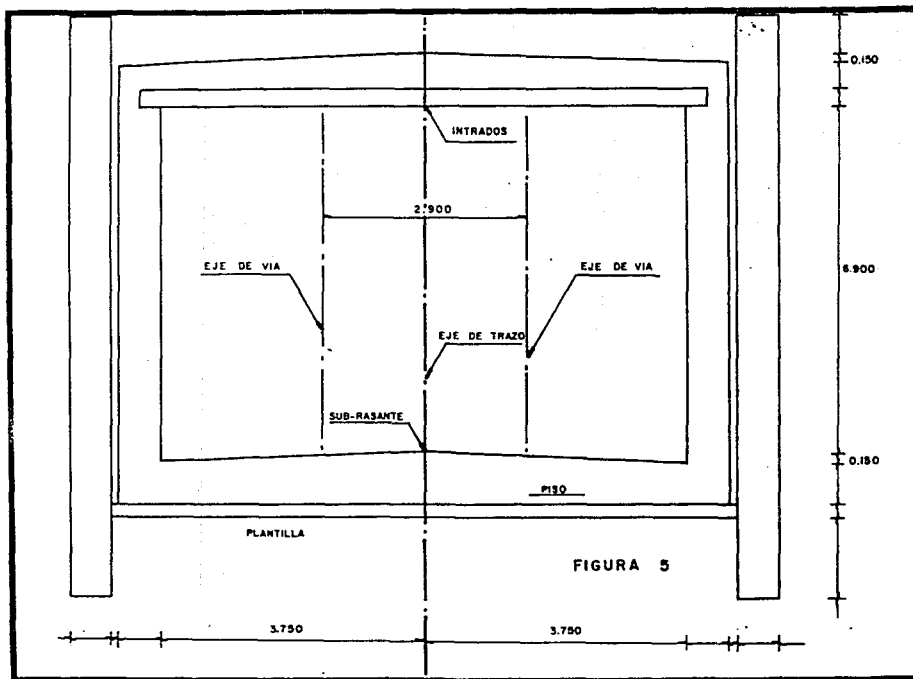 0.150
INTRADOS
2.900
EJE DE VIA
EJE DE VIA
6.900
EJE DE TRAZO
SUB-RASANTE
0.150
PISO
PLANTILLA
FIGURA 5
3.750
3.750